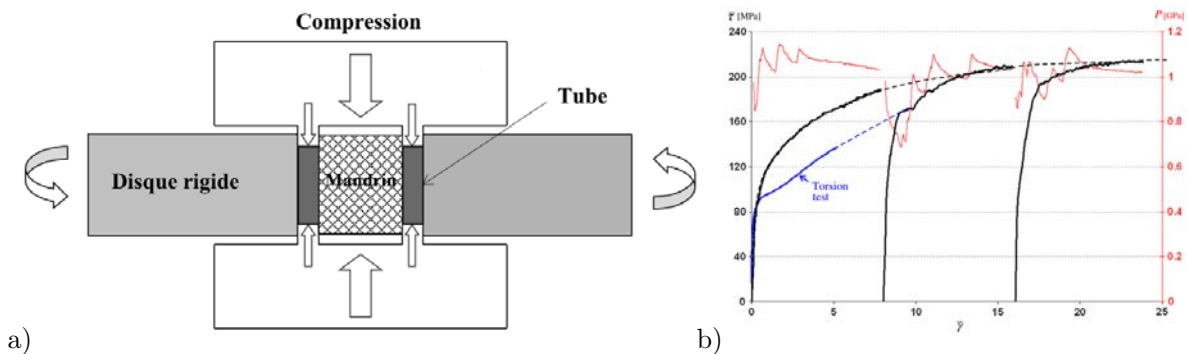 Compression
Tube
Disque rigide
Mandrin
a)
τ̅ [MPa]
P [GPa]
240
200
160
120
80
40
0
1.2
1
0.8
0.6
0.4
0.2
0
Torsion
test
0
5
10
15
20
25
γ̅
b)